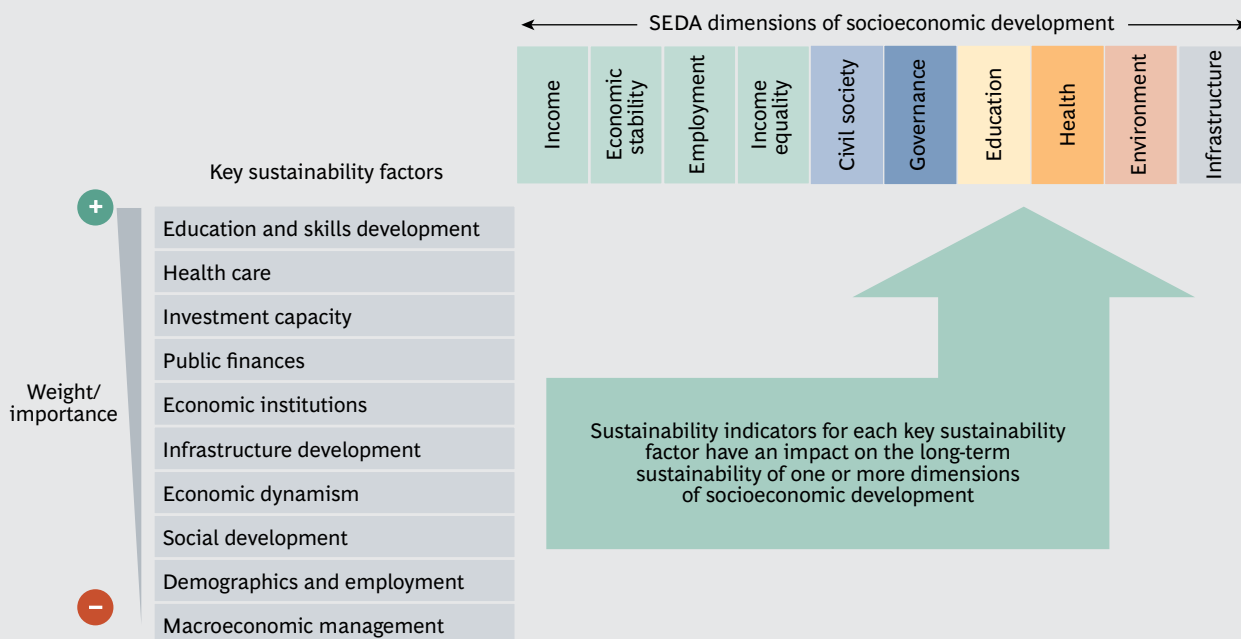 SEDA dimensions of socioeconomic development
Income
Economic
stability
Employment
Income
equality
Civil society
Governance
Education
Health
Environment
Infrastructure
Key sustainability factors
+
Education and skills development
Health care
Investment capacity
Public finances
Economic institutions
Infrastructure development
Economic dynamism
Social development
Demographics and employment
Macroeconomic management
Weight/
importance
−
Sustainability indicators for each key sustainability
factor have an impact on the long-term
sustainability of one or more dimensions
of socioeconomic development